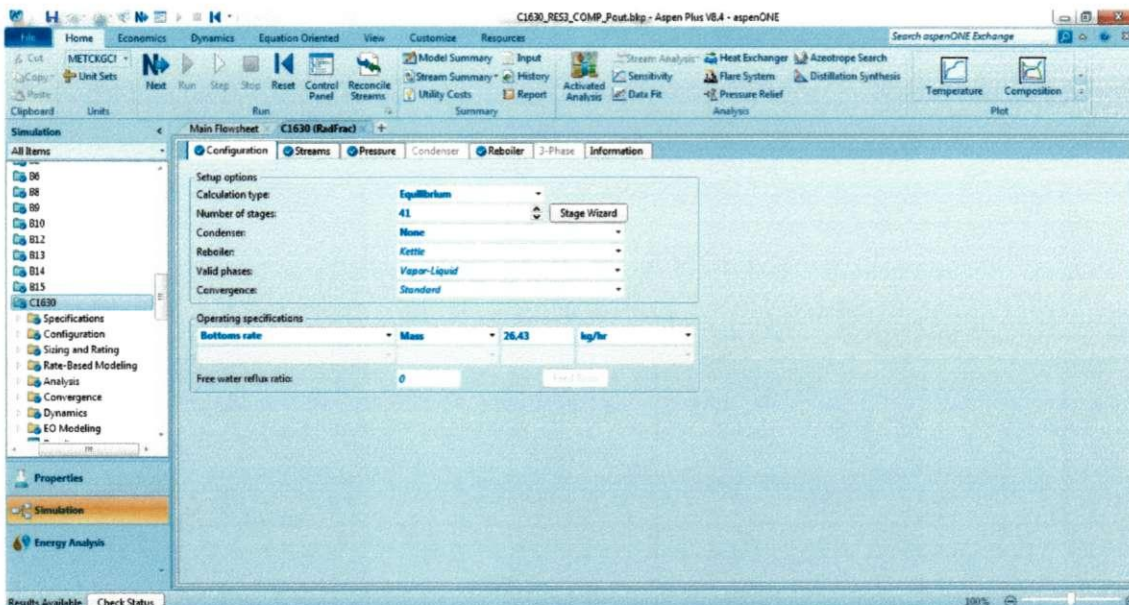 C1630_RES3_COMP_Pout.bkp - Aspen Plus V8.4 - aspenONE
File Home Economics Dynamics Equation Oriented View Customize Resources Search aspenONE Exchange
Cut METCKGCI Model Summary Input Stream Analysis Heat Exchanger Azeotrope Search
Copy Unit Sets Next Run Step Stop Reset Control Panel Reconcile Streams Stream Summary History Activated Analysis Sensitivity Flare System Distillation Synthesis Temperature Composition
Paste Utility Costs Report Data Fit Pressure Relief
Clipboard Units Run Summary Analysis Plot
Simulation Main Flowsheet C1630 (RadFrac) +
All Items Configuration Streams Pressure Condenser Reboiler 3-Phase Information
B6
B8
B9
B10
B12
B13
B14
B15
C1630
Specifications
Configuration
Sizing and Rating
Rate-Based Modeling
Analysis
Convergence
Dynamics
EO Modeling
Properties
Simulation
Energy Analysis
Setup options
Calculation type: Equilibrium
Number of stages: 41 Stage Wizard
Condenser: None
Reboiler: Kettle
Valid phases: Vapor-Liquid
Convergence: Standard
Operating specifications
Bottoms rate Mass 26,43 kg/hr
Free water reflux ratio: 0
Results Available Check Status 100%